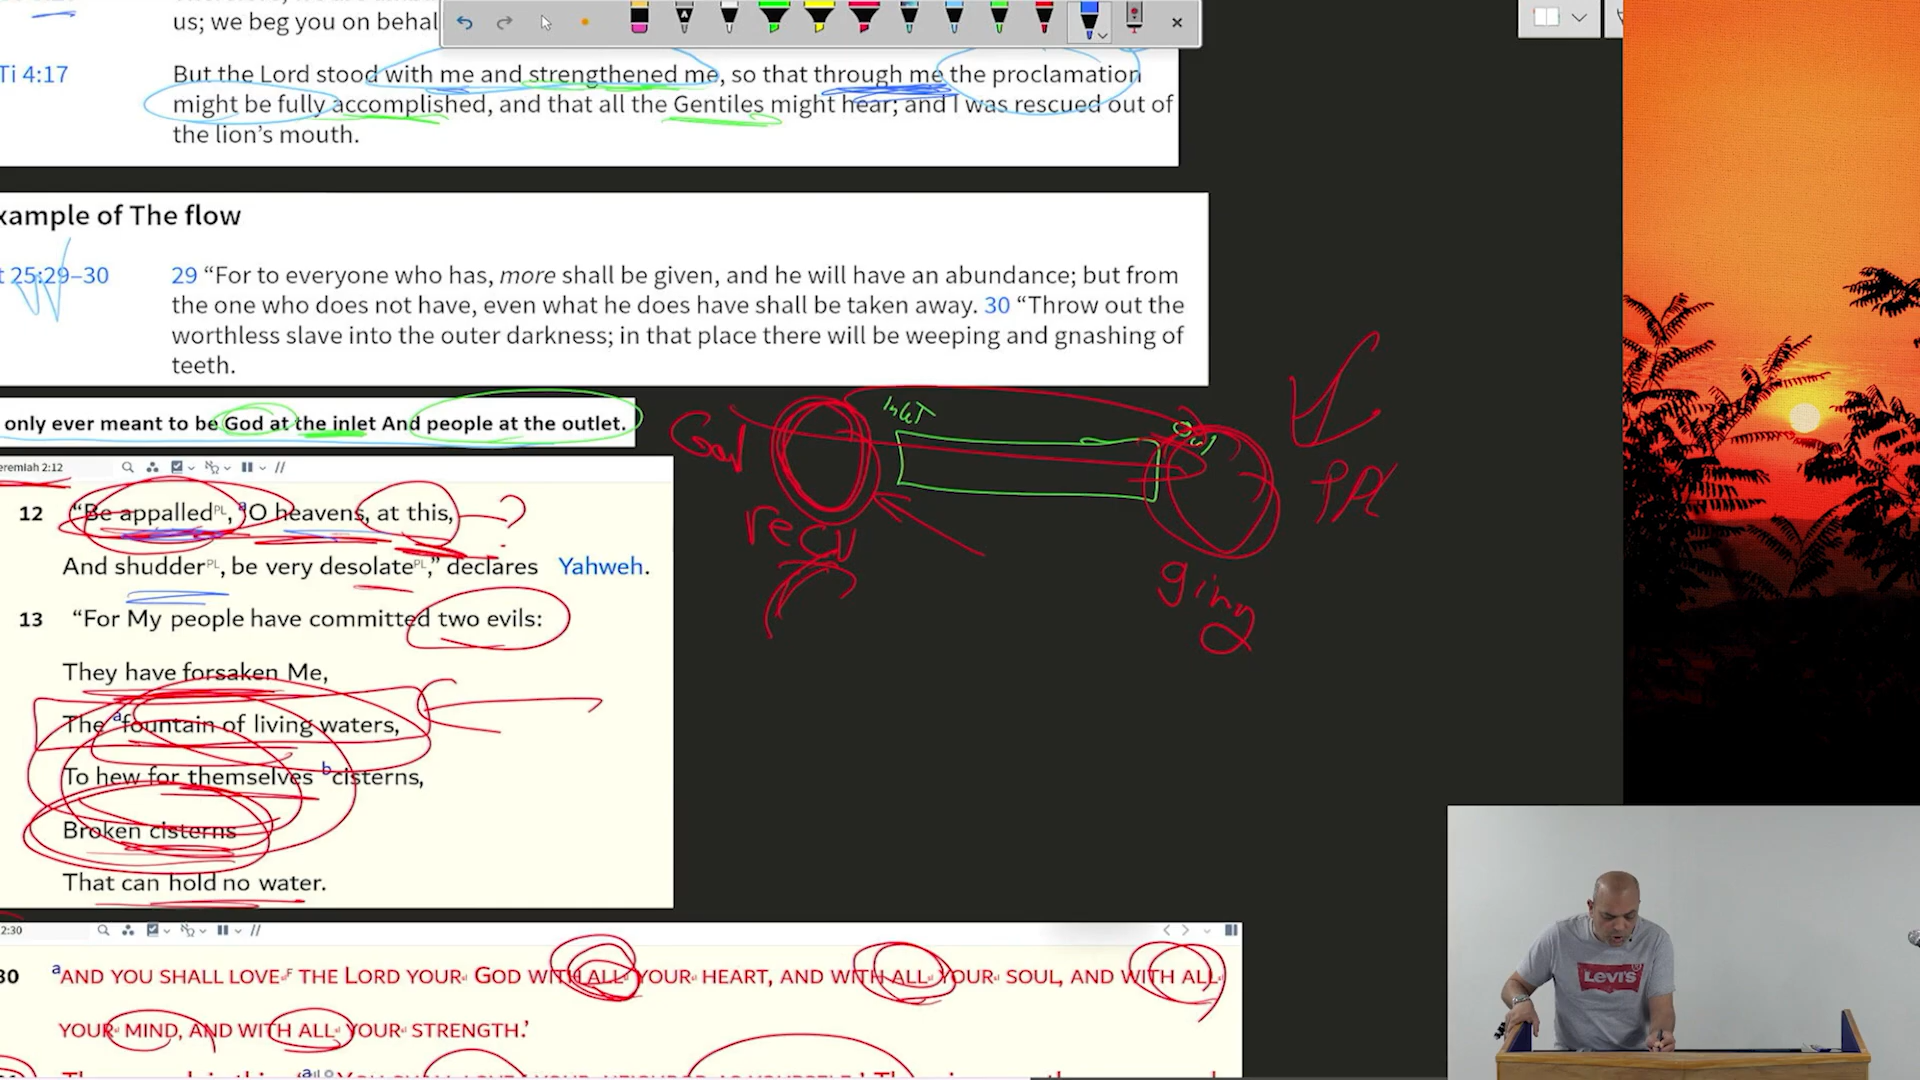 us; we beg you on behal
Ti 4:17
But the Lord stood with me and strengthened me, so that through me the proclamation
might be fully accomplished, and that all the Gentiles might hear; and I was rescued out of
the lion’s mouth.
xample of The flow
t 25:29–30
29 “For to everyone who has, more shall be given, and he will have an abundance; but from
the one who does not have, even what he does have shall be taken away. 30 “Throw out the
worthless slave into the outer darkness; in that place there will be weeping and gnashing of
teeth.
only ever meant to be God at the inlet And people at the outlet.
God
InLET
Out
recv
ging
eremiah 2:12
12 “Be appalledPL, aO heavens, at this, ?
And shudderPL, be very desolatePL,” declares Yahweh.
13 “For My people have committed two evils:
They have forsaken Me,
The afountain of living waters,
To hew for themselves bcisterns,
Broken cisterns
That can hold no water.
2:30
30 aAND YOU SHALL LOVE THE LORD YOUR GOD WITH ALL YOUR HEART, AND WITH ALL YOUR SOUL, AND WITH ALL
YOUR MIND, AND WITH ALL YOUR STRENGTH.’
LEVI'S